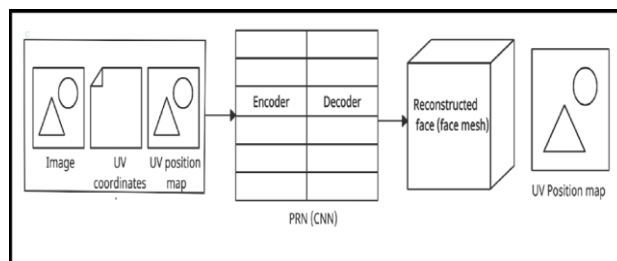 Image
UV
coordinates
UV position
map
Encoder
Decoder
PRN (CNN)
Reconstructed
face (face mesh)
UV Position map